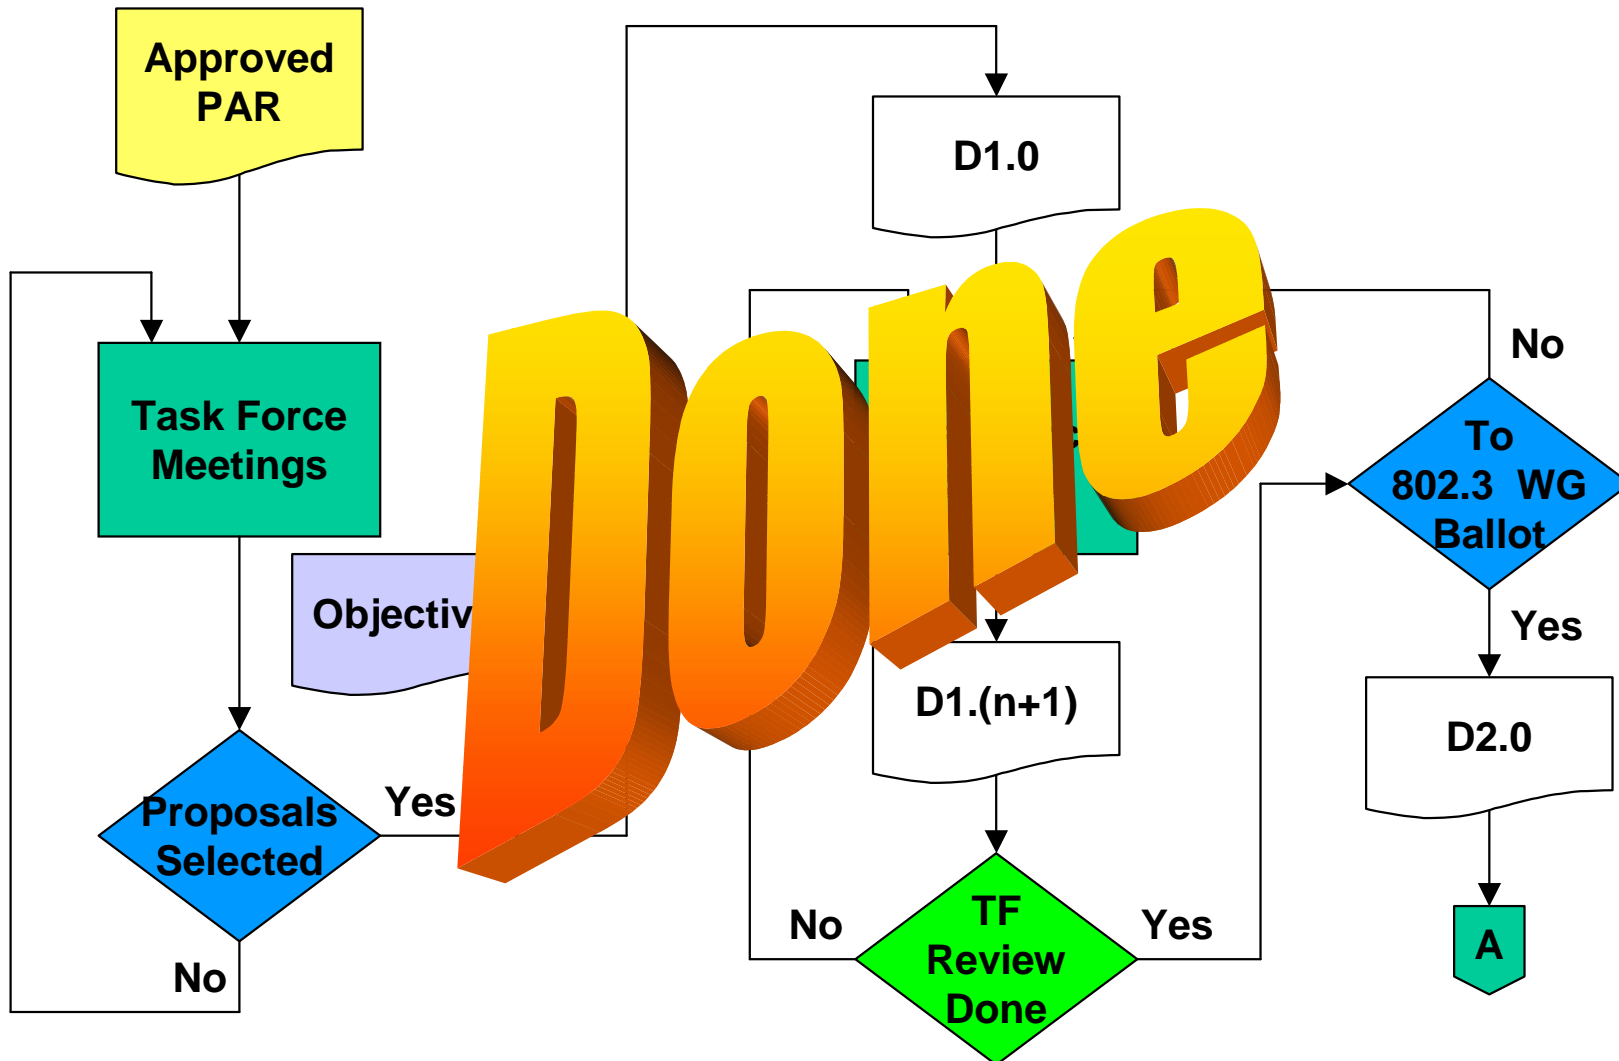 Approved
PAR
Task Force
Meetings
Proposals
Selected
Yes
No
D1.0
Done
D1.(n+1)
TF
Review
Done
No
Yes
No
To
802.3 WG
Ballot
Yes
D2.0
A